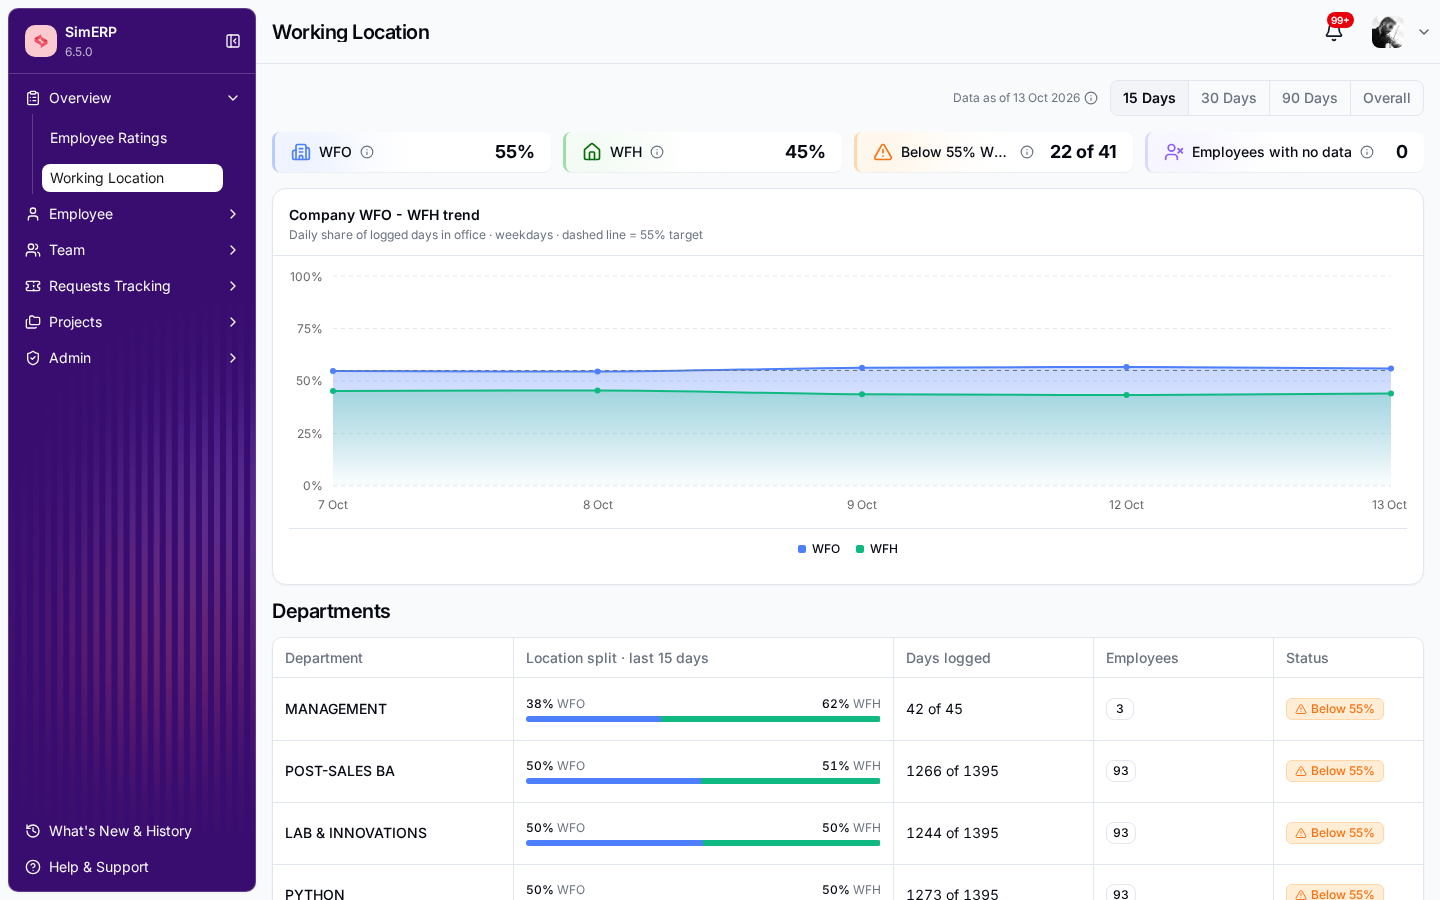 SimERP
6.5.0
Overview
Employee Ratings
Working Location
Employee
Team
Requests Tracking
Projects
Admin
What's New & History
Help & Support
Working Location
99+
Data as of 13 Oct 2026
15 Days
30 Days
90 Days
Overall
WFO
55%
WFH
45%
Below 55% W...
22 of 41
Employees with no data
0
Company WFO - WFH trend
Daily share of logged days in office · weekdays · dashed line = 55% target
100%
75%
50%
25%
0%
7 Oct
8 Oct
9 Oct
12 Oct
13 Oct
WFO
WFH
Departments
Department
Location split · last 15 days
Days logged
Employees
Status
MANAGEMENT
38% WFO
62% WFH
42 of 45
3
Below 55%
POST-SALES BA
50% WFO
51% WFH
1266 of 1395
93
Below 55%
LAB & INNOVATIONS
50% WFO
50% WFH
1244 of 1395
93
Below 55%
PYTHON
50% WFO
50% WFH
1273 of 1395
93
Below 55%